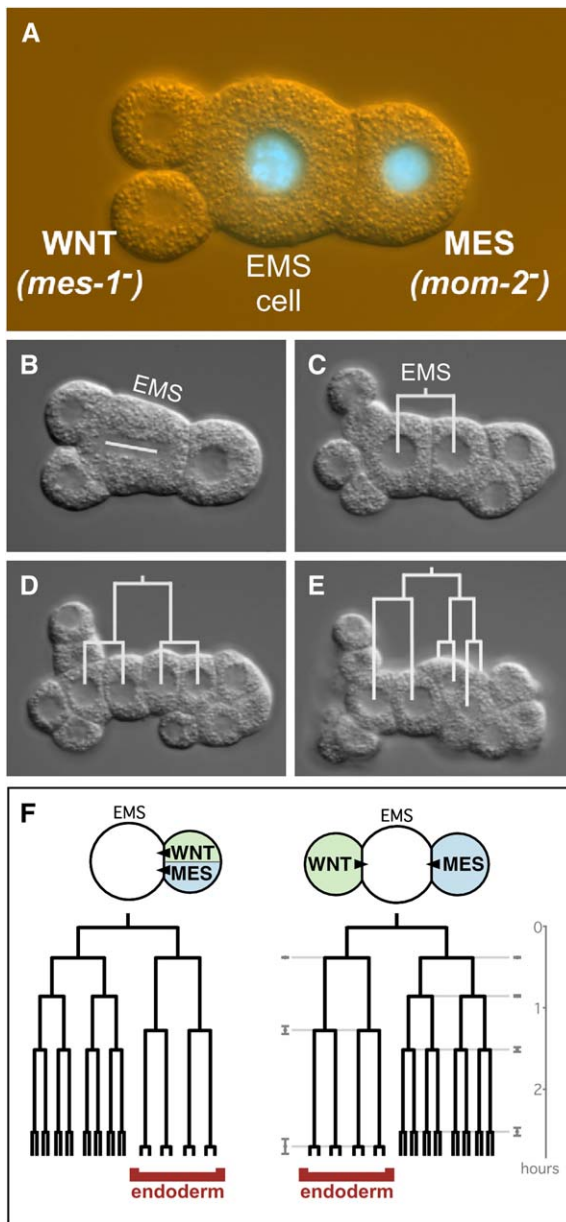 A
WNT
(mes-1-)
EMS
cell
MES
(mom-2-)
B
EMS
C
EMS
D
E
F
EMS
WNT
MES
EMS
WNT
MES
0
1
2
hours
endoderm
endoderm